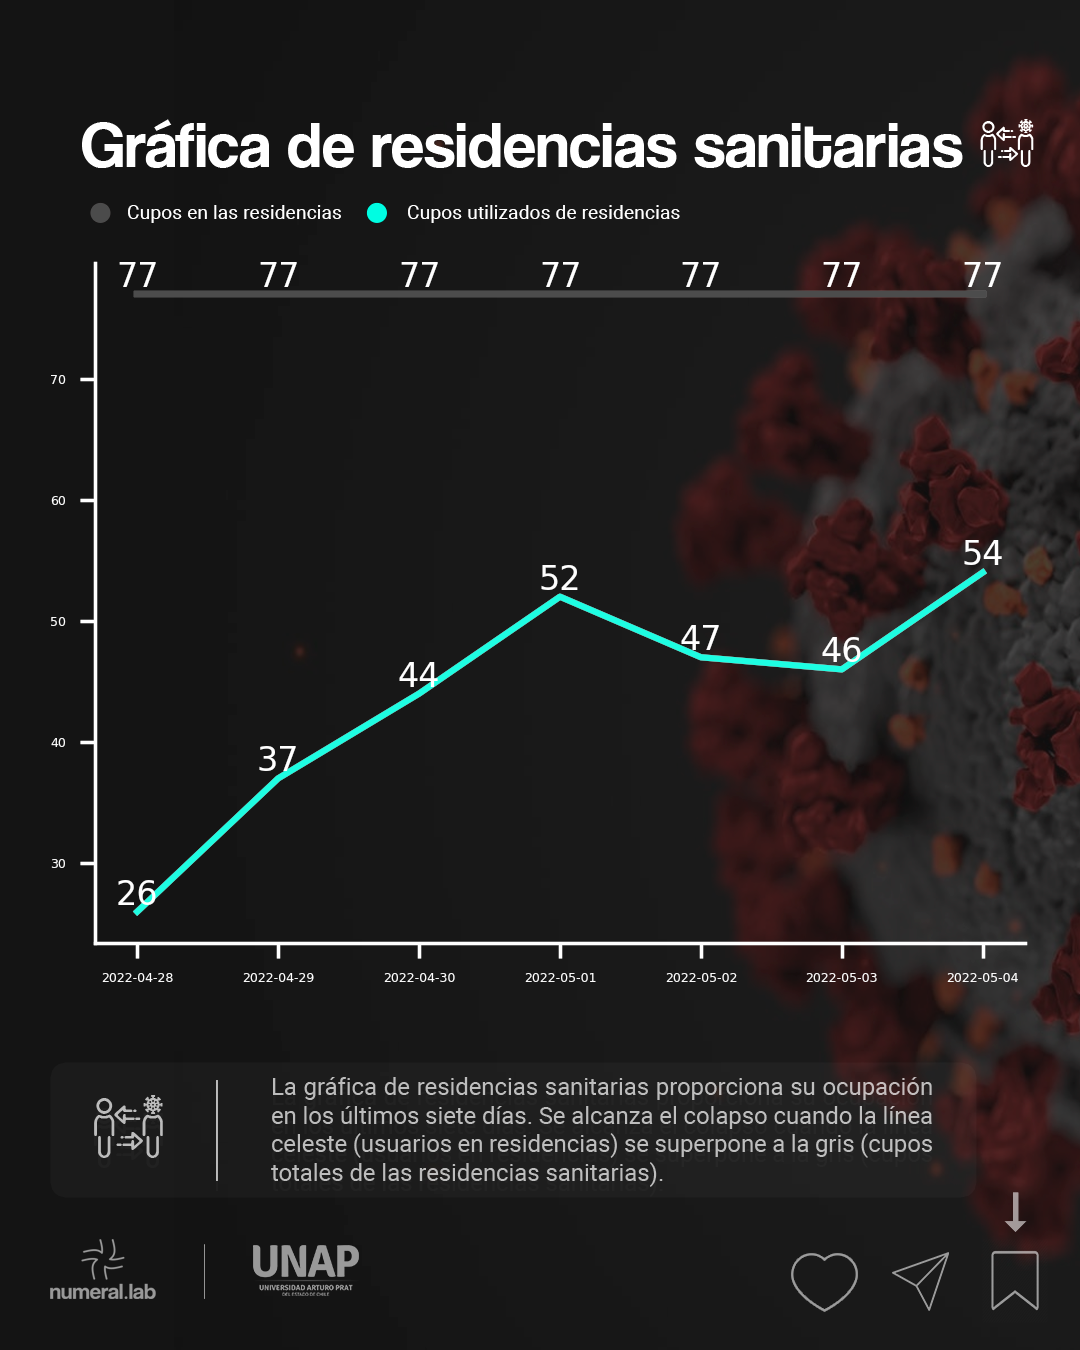 Gráfica de residencias sanitarias
Cupos en las residencias Cupos utilizados de residencias
77 77 77 77 77 77 77
70
60
54
52
50
47
46
44
40
37
30
26
2022-04-28 2022-04-29 2022-04-30 2022-05-01 2022-05-02 2022-05-03 2022-05-04
La gráfica de residencias sanitarias proporciona su ocupación
en los últimos siete días. Se alcanza el colapso cuando la línea
celeste (usuarios en residencias) se superpone a la gris (cupos
totales de las residencias sanitarias).
numeral.lab
UNAP
UNIVERSIDAD ARTURO PRAT
DEL ESTADO DE CHILE